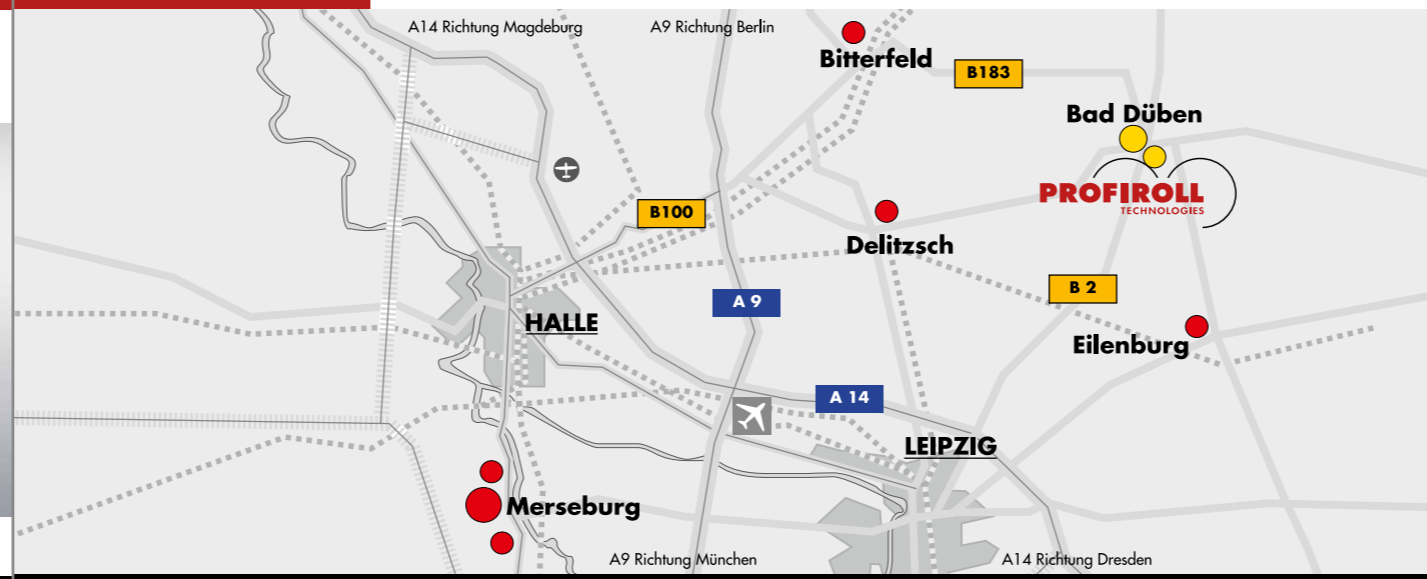 A14 Richtung Magdeburg
A9 Richtung Berlin
Bitterfeld
B183
Bad Düben
PROFIROLL
TECHNOLOGIES
B100
Delitzsch
B 2
A 9
HALLE
Eilenburg
A 14
LEIPZIG
Merseburg
A9 Richtung München
A14 Richtung Dresden